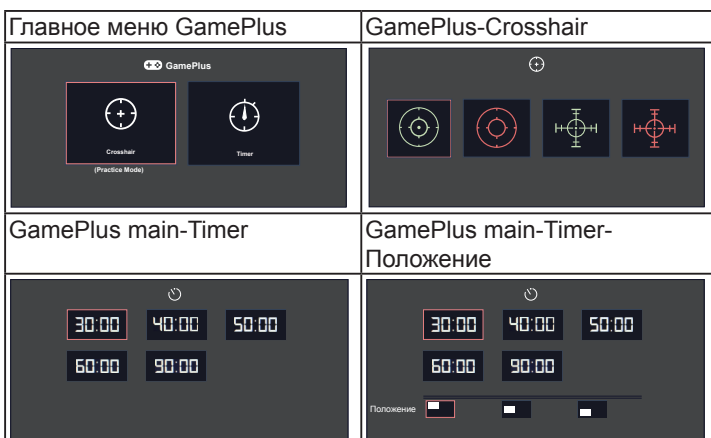 Главное меню GamePlus
GamePlus-Crosshair
GamePlus
Crosshair
Timer
(Practice Mode)
GamePlus main-Timer
GamePlus main-Timer-
Положение
30:00 40:00 50:00
60:00 90:00
30:00 40:00 50:00
60:00 90:00
Положение